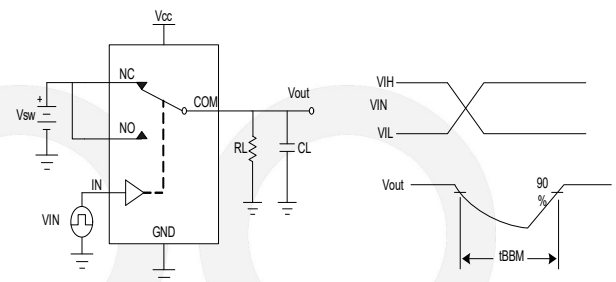 Vcc
NC
Vsw
+
COM
Vout
NO
RL
CL
IN
VIN
GND
VIH
VIN
VIL
Vout
90
%
tBBM